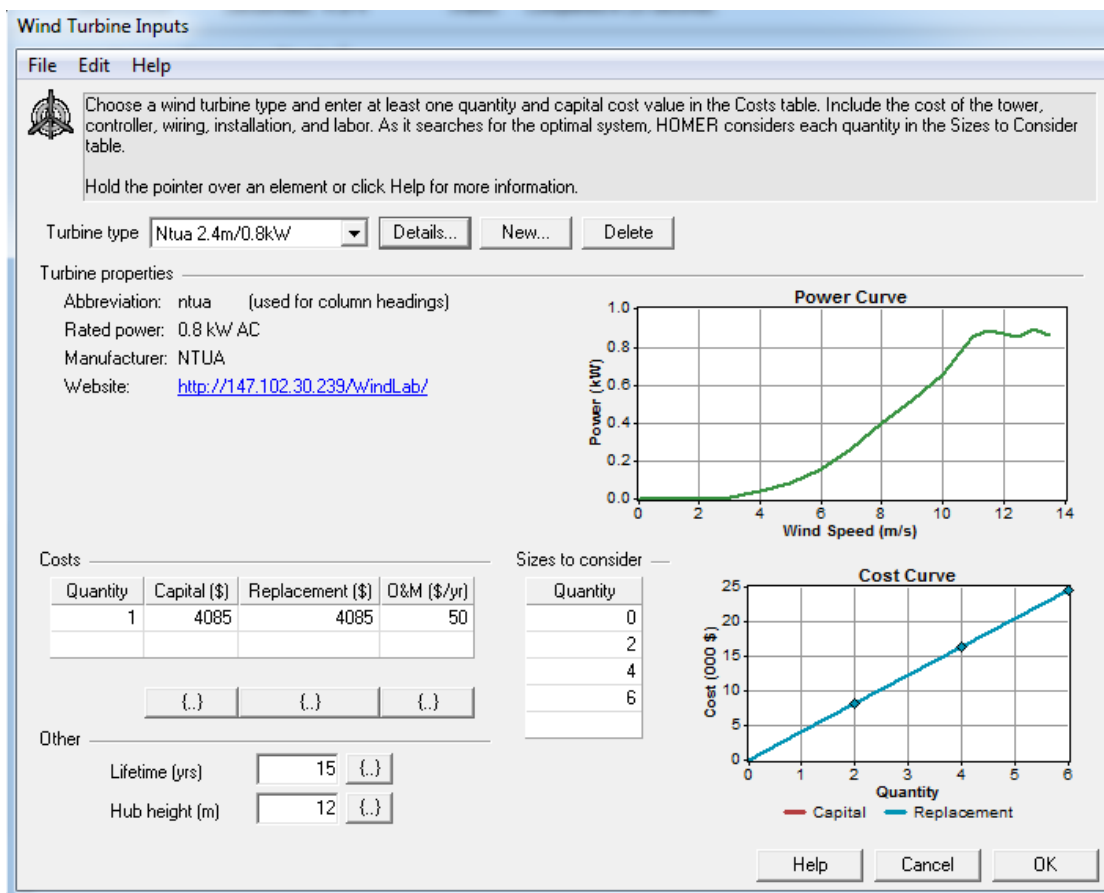 Wind Turbine Inputs
File Edit Help
Choose a wind turbine type and enter at least one quantity and capital cost value in the Costs table. Include the cost of the tower,
controller, wiring, installation, and labor. As it searches for the optimal system, HOMER considers each quantity in the Sizes to Consider
table.
Hold the pointer over an element or click Help for more information.
Turbine type Ntua 2.4m/0.8kW Details... New... Delete
Turbine properties
Abbreviation: ntua (used for column headings)
Rated power: 0.8 kW AC
Manufacturer: NTUA
Website: http://147.102.30.239/WindLab/
Power Curve
Power (kW)
1.0
0.8
0.6
0.4
0.2
0.0
0 2 4 6 8 10 12 14
Wind Speed (m/s)
Costs
Quantity Capital ($) Replacement ($) O&M ($/yr)
1 4085 4085 50
{..} {..} {..}
Sizes to consider
Quantity
0
2
4
6
Cost Curve
Cost (000 $)
25
20
15
10
5
0
0 1 2 3 4 5 6
Quantity
Capital Replacement
Other
Lifetime (yrs) 15 {..}
Hub height (m) 12 {..}
Help Cancel OK